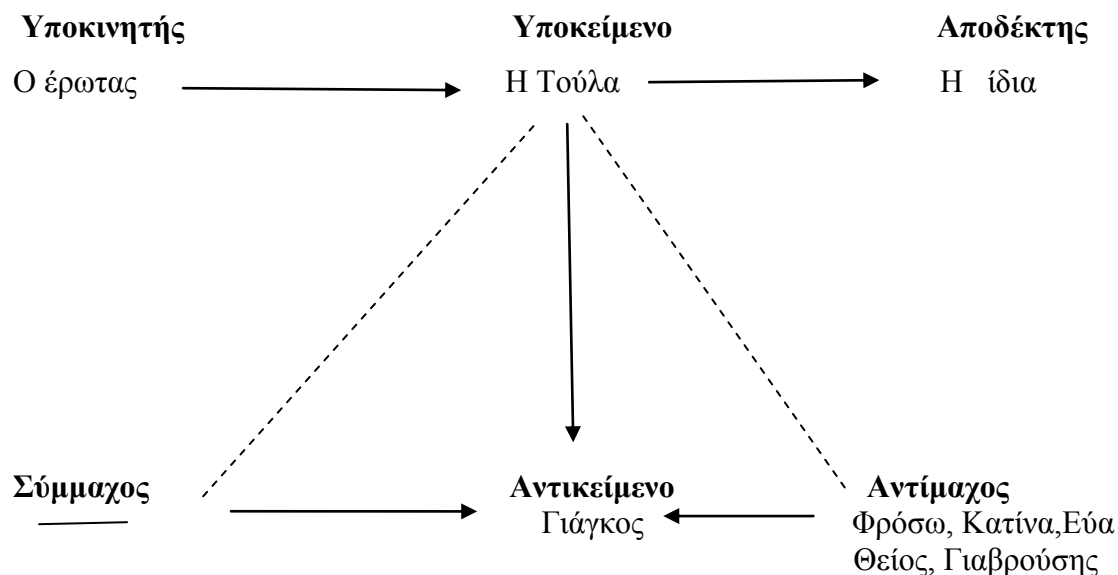 Υποκινητής Υποκείμενο Αποδέκτης
Ο έρωτας Η Τούλα Η ίδια
Σύμμαχος Αντικείμενο Αντίμαχος
Γιάγκος Φρόσω, Κατίνα,Εύα
Θείος, Γιαβρούσης